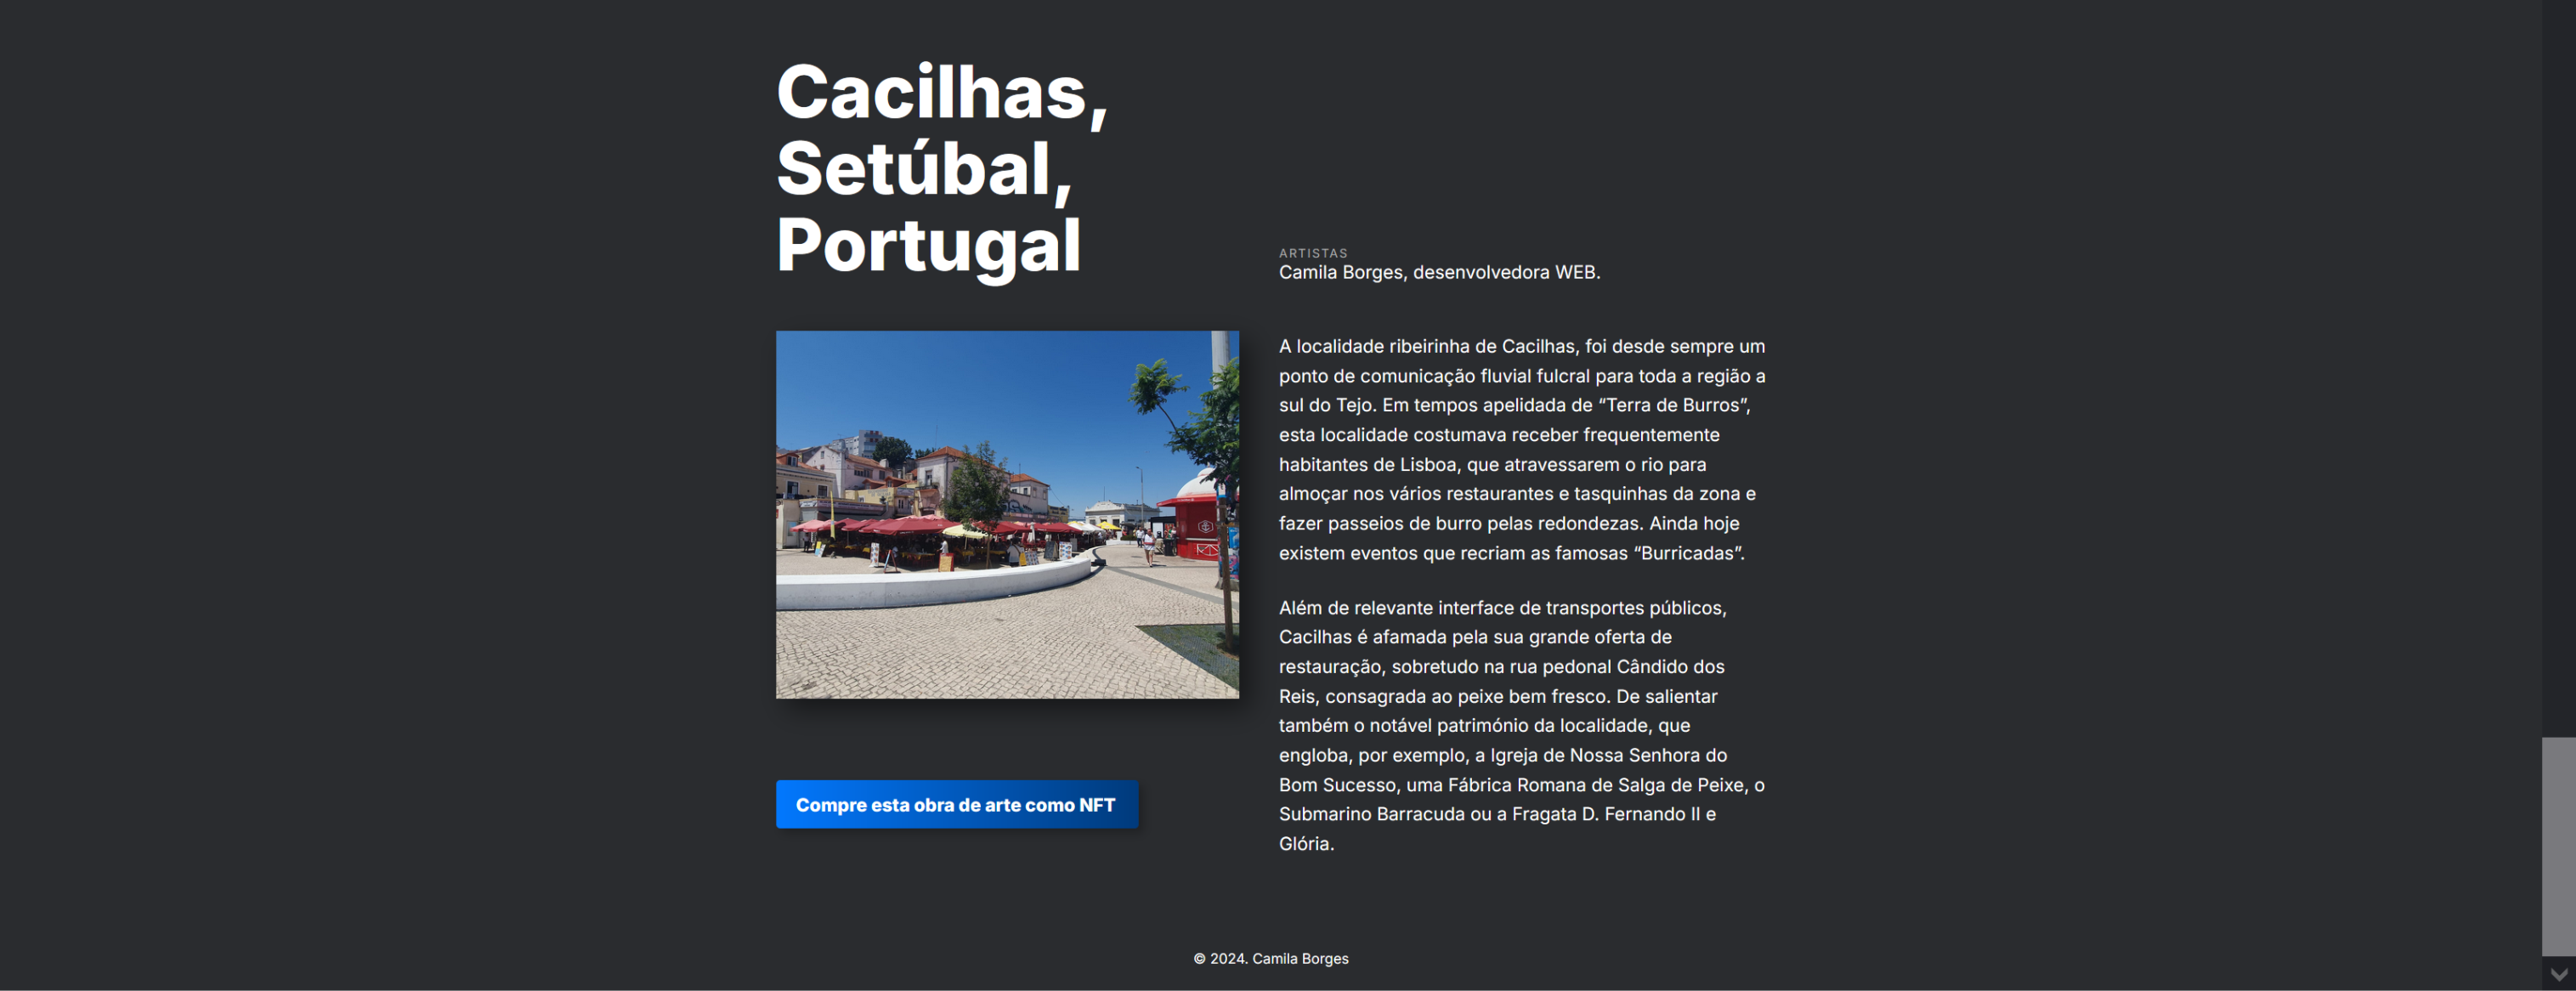 Cacilhas,
Setúbal,
Portugal
ARTISTAS
Camila Borges, desenvolvedora WEB.
A localidade ribeirinha de Cacilhas, foi desde sempre um
ponto de comunicação fluvial fulcral para toda a região a
sul do Tejo. Em tempos apelidada de “Terra de Burros”,
esta localidade costumava receber frequentemente
habitantes de Lisboa, que atravessarem o rio para
almoçar nos vários restaurantes e tasquinhas da zona e
fazer passeios de burro pelas redondezas. Ainda hoje
existem eventos que recriam as famosas “Burricadas”.
Além de relevante interface de transportes públicos,
Cacilhas é afamada pela sua grande oferta de
restauração, sobretudo na rua pedonal Cândido dos
Reis, consagrada ao peixe bem fresco. De salientar
também o notável património da localidade, que
engloba, por exemplo, a Igreja de Nossa Senhora do
Bom Sucesso, uma Fábrica Romana de Salga de Peixe, o
Submarino Barracuda ou a Fragata D. Fernando II e
Glória.
Compre esta obra de arte como NFT
© 2024. Camila Borges